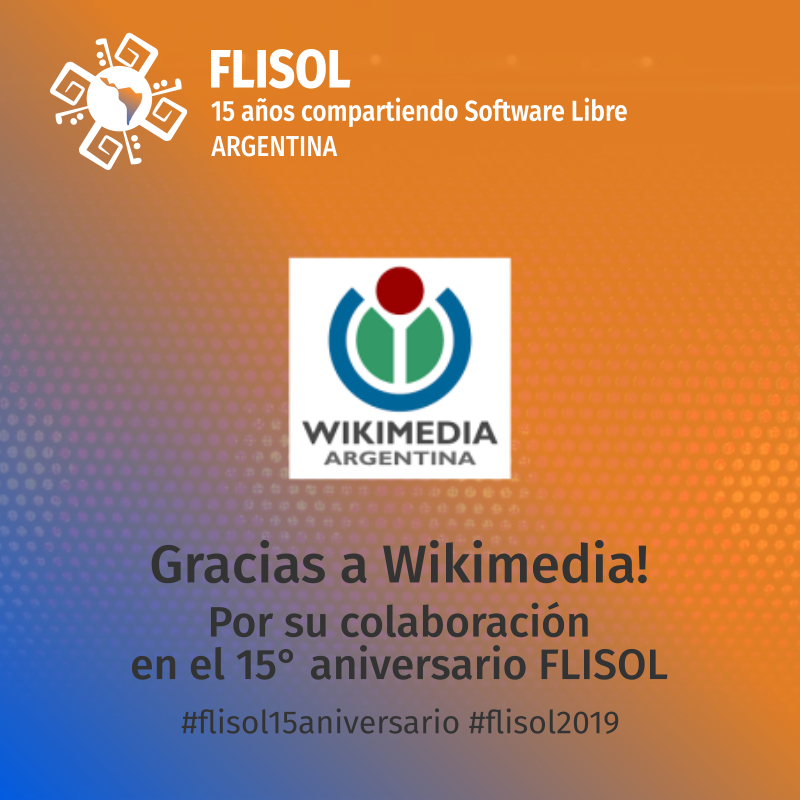 FLISOL
15 años compartiendo Software Libre
ARGENTINA
WIKIMEDIA
ARGENTINA
Gracias a Wikimedia!
Por su colaboración
en el 15° aniversario FLISOL
#flisol15aniversario #flisol2019